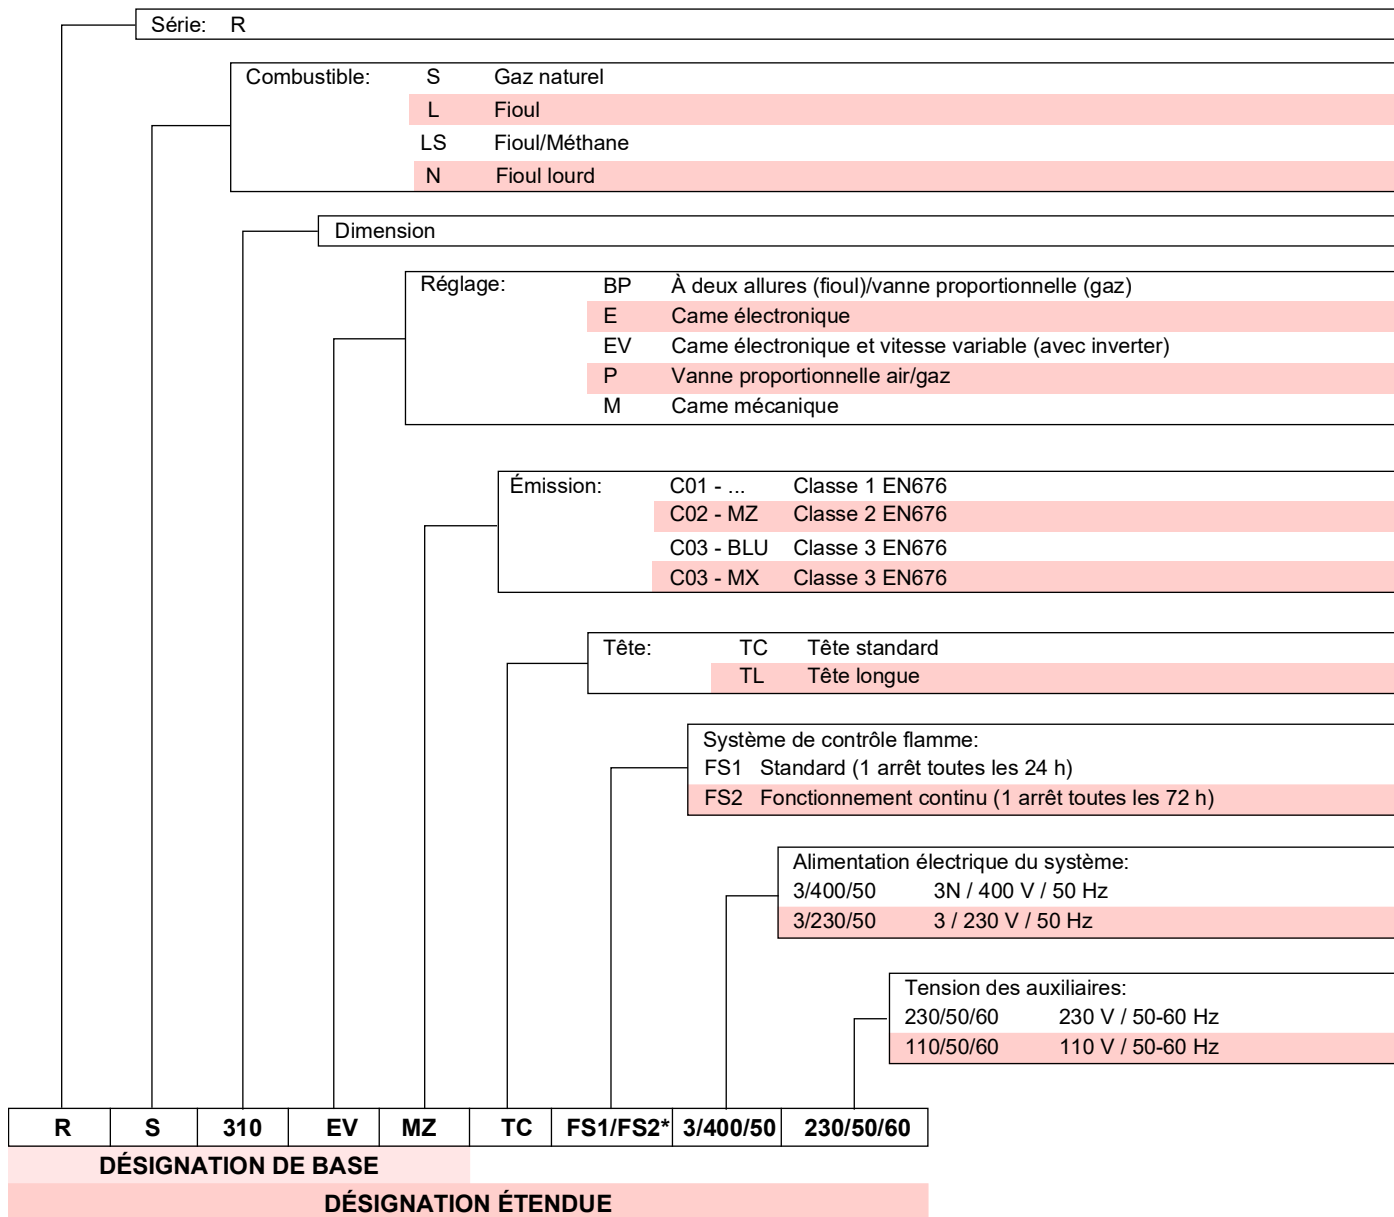 Série: R
Combustible: S Gaz naturel
L Fioul
LS Fioul/Méthane
N Fioul lourd
Dimension
Réglage: BP À deux allures (fioul)/vanne proportionnelle (gaz)
E Came électronique
EV Came électronique et vitesse variable (avec inverter)
P Vanne proportionnelle air/gaz
M Came mécanique
Émission: C01 - ... Classe 1 EN676
C02 - MZ Classe 2 EN676
C03 - BLU Classe 3 EN676
C03 - MX Classe 3 EN676
Tête: TC Tête standard
TL Tête longue
Système de contrôle flamme:
FS1 Standard (1 arrêt toutes les 24 h)
FS2 Fonctionnement continu (1 arrêt toutes les 72 h)
Alimentation électrique du système:
3/400/50 3N / 400 V / 50 Hz
3/230/50 3 / 230 V / 50 Hz
Tension des auxiliaires:
230/50/60 230 V / 50-60 Hz
110/50/60 110 V / 50-60 Hz
R S 310 EV MZ TC FS1/FS2* 3/400/50 230/50/60
DÉSIGNATION DE BASE
DÉSIGNATION ÉTENDUE